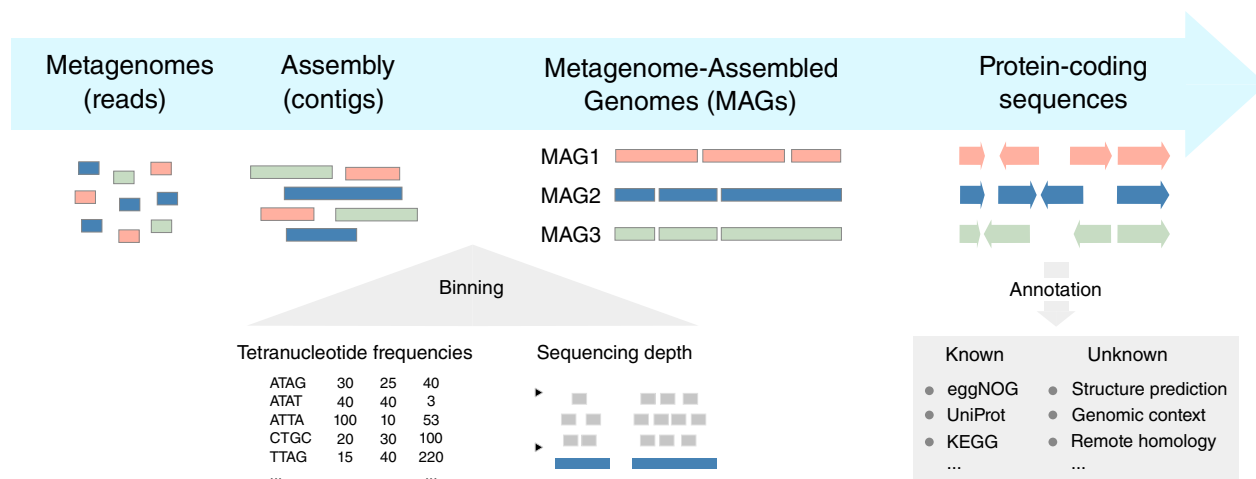 Metagenomes
(reads)
Assembly
(contigs)
Metagenome-Assembled
Genomes (MAGs)
Protein-coding
sequences
MAG1
MAG2
MAG3
Binning
Annotation
Tetranucleotide frequencies
ATAG 30 25 40
ATAT 40 40 3
ATTA 100 10 53
CTGC 20 30 100
TTAG 15 40 220
... ...
Sequencing depth
Known
eggNOG
UniProt
KEGG
...
Unknown
Structure prediction
Genomic context
Remote homology
...